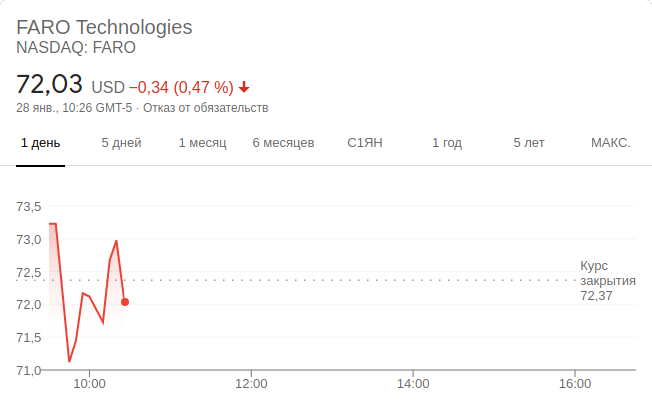 FARO Technologies
NASDAQ: FARO
72,03 USD −0,34 (0,47 %)
28 янв., 10:26 GMT-5 · Отказ от обязательств
1 день 5 дней 1 месяц 6 месяцев С1ЯН 1 год 5 лет МАКС.
73,5
73,0
72,5
72,0
71,5
71,0
Курс
закрытия
72,37
10:00 12:00 14:00 16:00